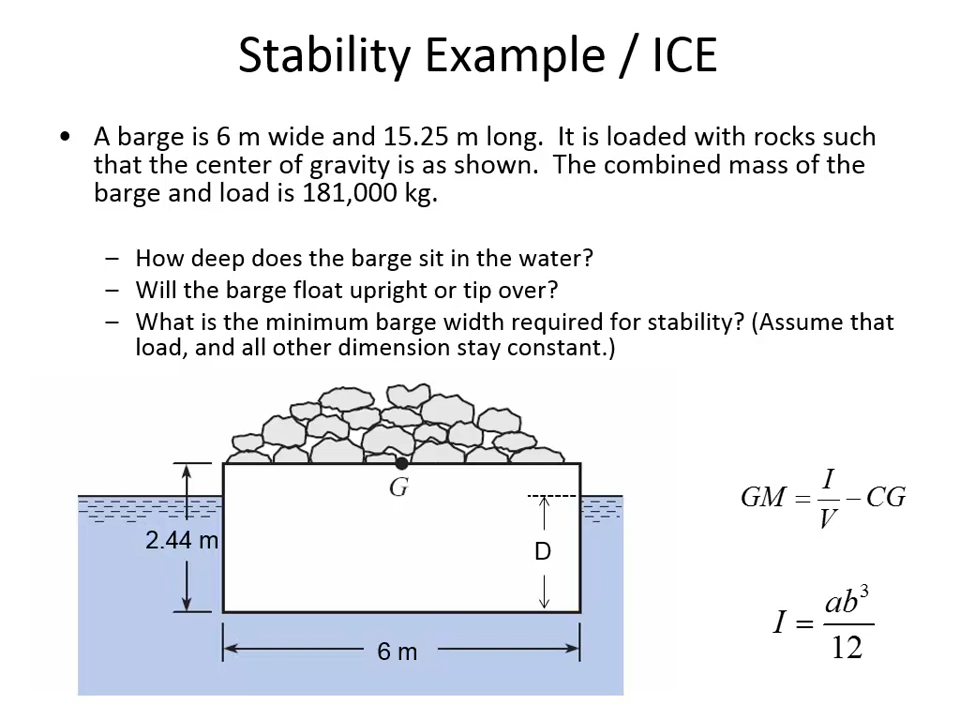 Stability Example / ICE
• A barge is 6 m wide and 15.25 m long.  It is loaded with rocks such
that the center of gravity is as shown.  The combined mass of the
barge and load is 181,000 kg.
– How deep does the barge sit in the water?
– Will the barge float upright or tip over?
– What is the minimum barge width required for stability? (Assume that
load, and all other dimension stay constant.)
G
2.44 m
D
6 m
GM = I/V − CG
I = ab³/12